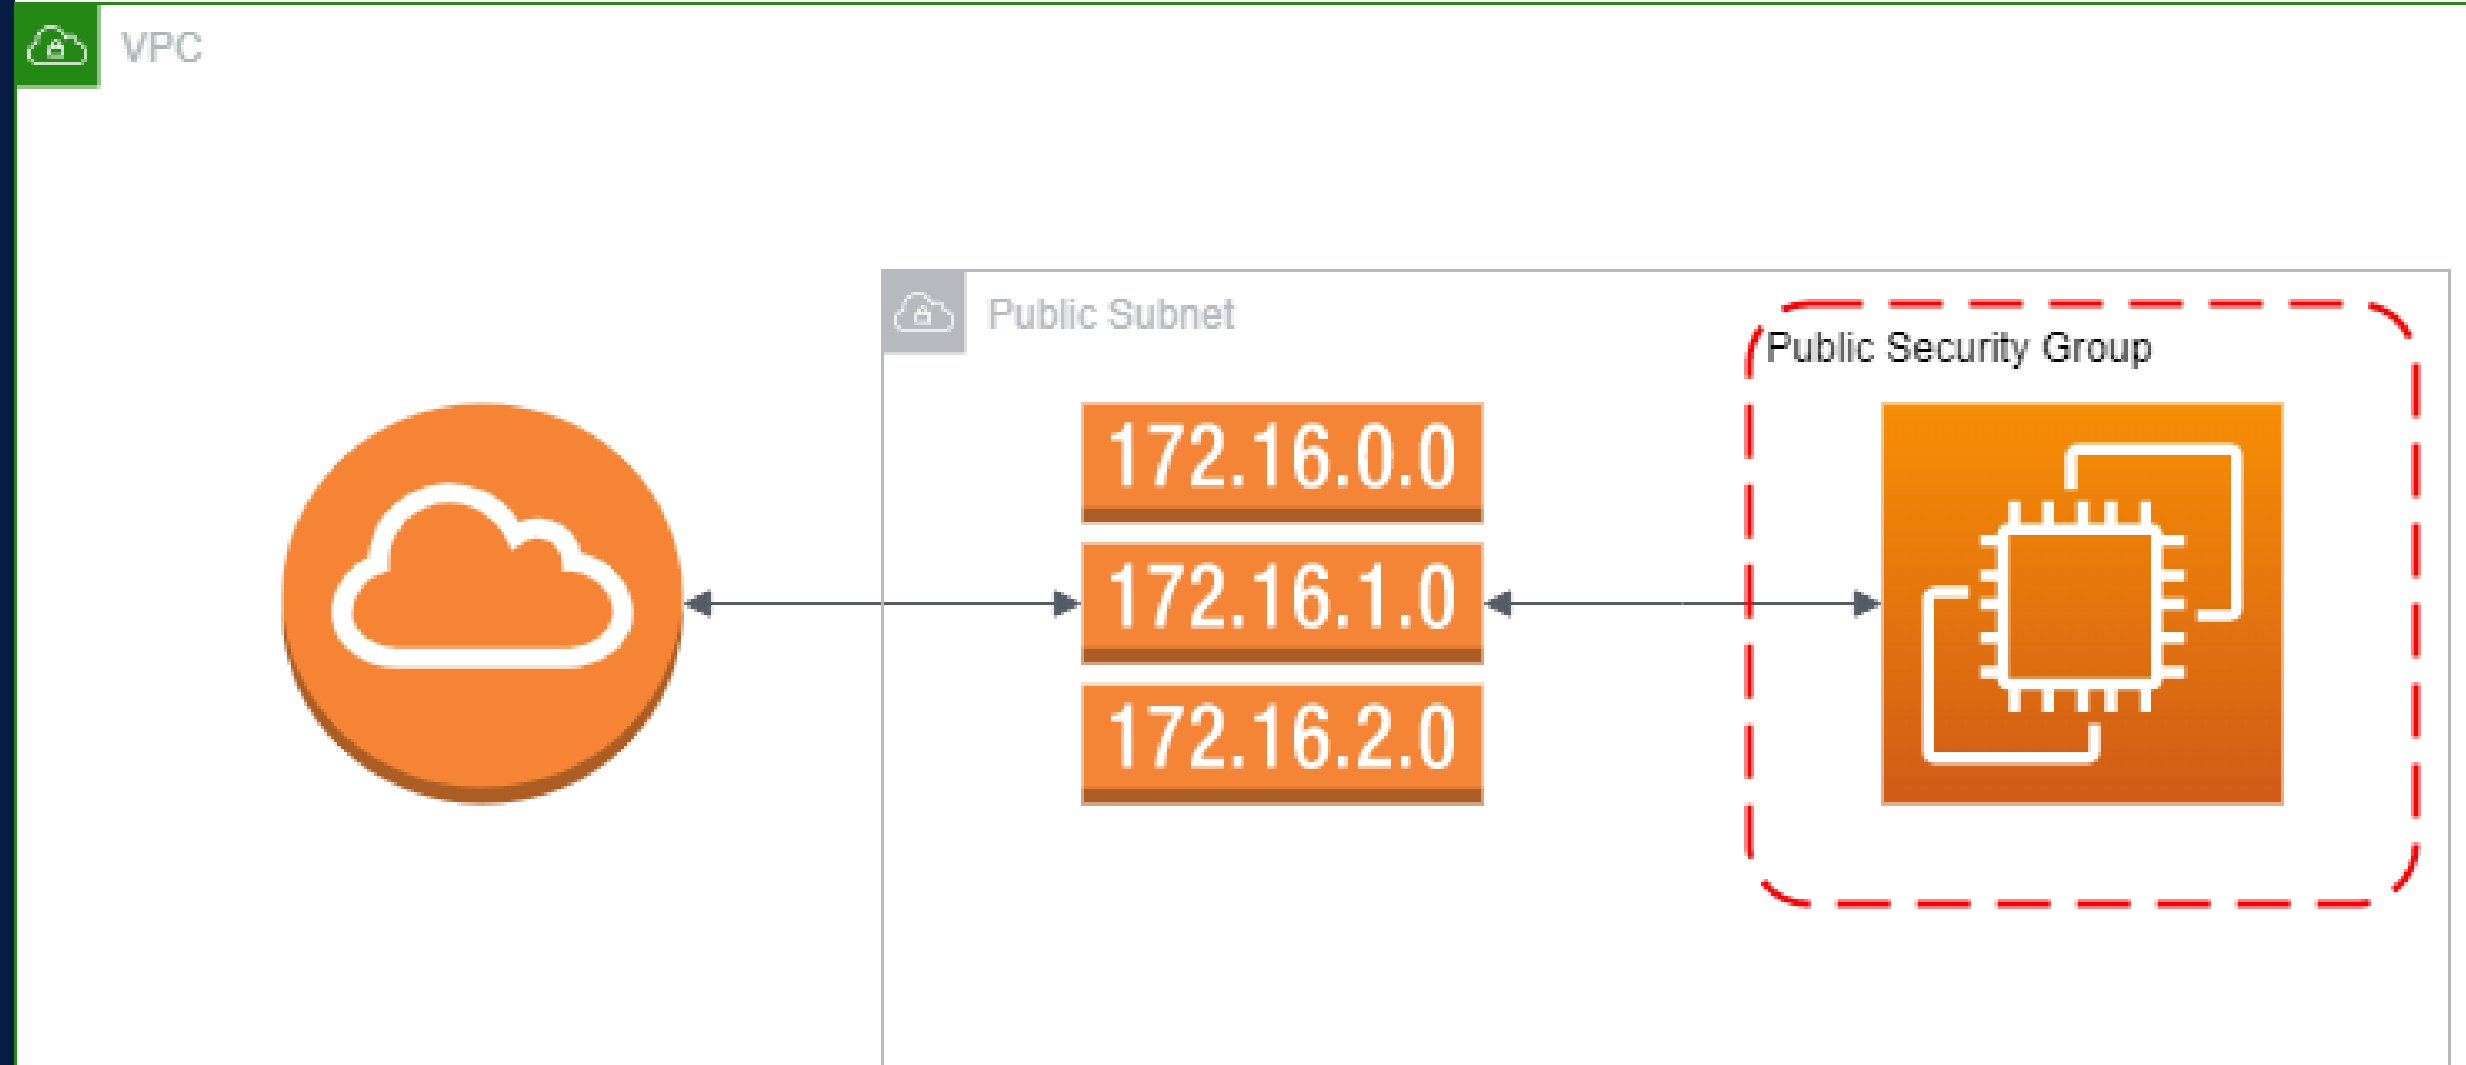 VPC
Public Subnet
Public Security Group
172.16.0.0
172.16.1.0
172.16.2.0